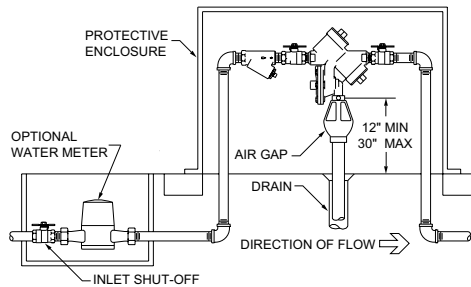 PROTECTIVE
ENCLOSURE
OPTIONAL
WATER METER
12" MIN
30" MAX
AIR GAP
DRAIN
DIRECTION OF FLOW
INLET SHUT-OFF